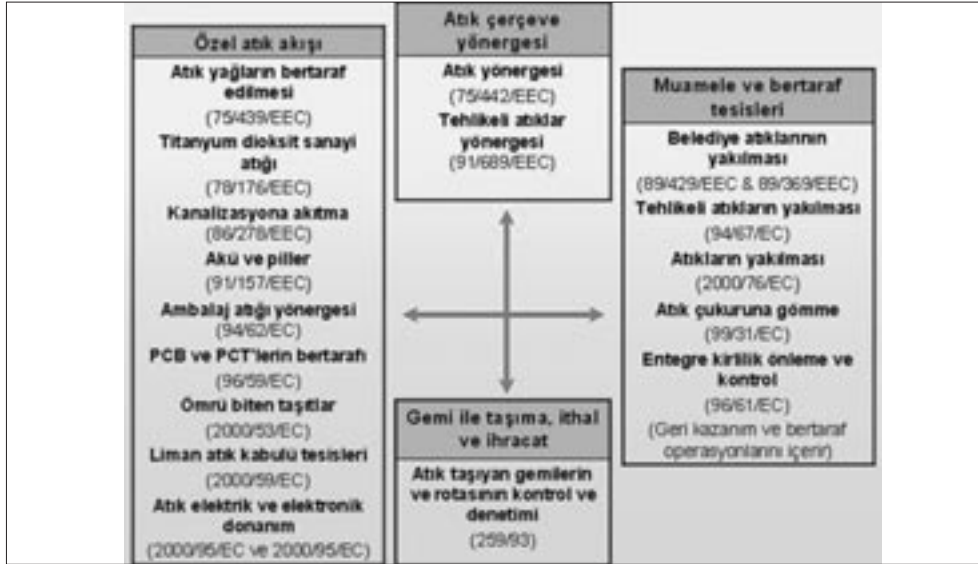 Özel atık akışı
Atık yağların bertaraf
edilmesi
(75/439/EEC)
Titanyum dioksit sanayi
atığı
(78/176/EEC)
Kanalizasyona akıtma
(86/278/EEC)
Akü ve piller
(91/157/EEC)
Ambalaj atığı yönergesi
(94/62/EC)
PCB ve PCT'lerin bertarafı
(96/59/EC)
Ömrü biten taşıtlar
(2000/53/EC)
Liman atık kabulü tesisleri
(2000/59/EC)
Atık elektrik ve elektronik
donanım
(2000/95/EC ve 2000/95/EC)
Atık çerçeve
yönergesi
Atık yönergesi
(75/442/EEC)
Tehlikeli atıklar
yönergesi
(91/689/EEC)
Gemi ile taşıma, ithal
ve ihracat
Atık taşıyan gemilerin
ve rotasının kontrol ve
denetimi
(259/93)
Muamele ve bertaraf
tesisleri
Belediye atıklarının
yakılması
(89/429/EEC & 89/369/EEC)
Tehlikeli atıkların yakılması
(94/67/EC)
Atıkların yakılması
(2000/76/EC)
Atık çukuruna gömme
(99/31/EC)
Entegre kirlilik önleme ve
kontrol
(96/61/EC)
(Geri kazanım ve bertaraf
operasyonlarını içerir)